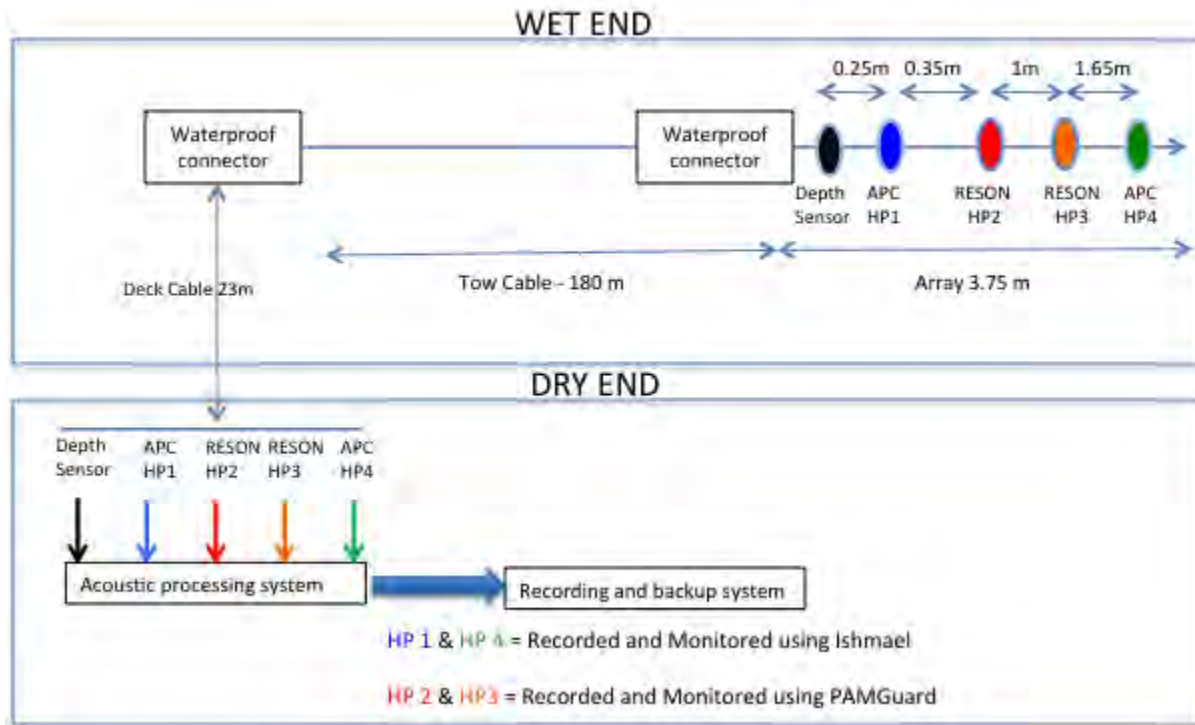 WET END
0.25m 0.35m 1m 1.65m
Waterproof
connector
Waterproof
connector
Depth
Sensor
APC
HP1
RESON
HP2
RESON
HP3
APC
HP4
Deck Cable 23m
Tow Cable - 180 m
Array 3.75 m
DRY END
Depth
Sensor
APC
HP1
RESON
HP2
RESON
HP3
APC
HP4
Acoustic processing system
Recording and backup system
HP 1 & HP 4 = Recorded and Monitored using Ishmael
HP 2 & HP3 = Recorded and Monitored using PAMGuard